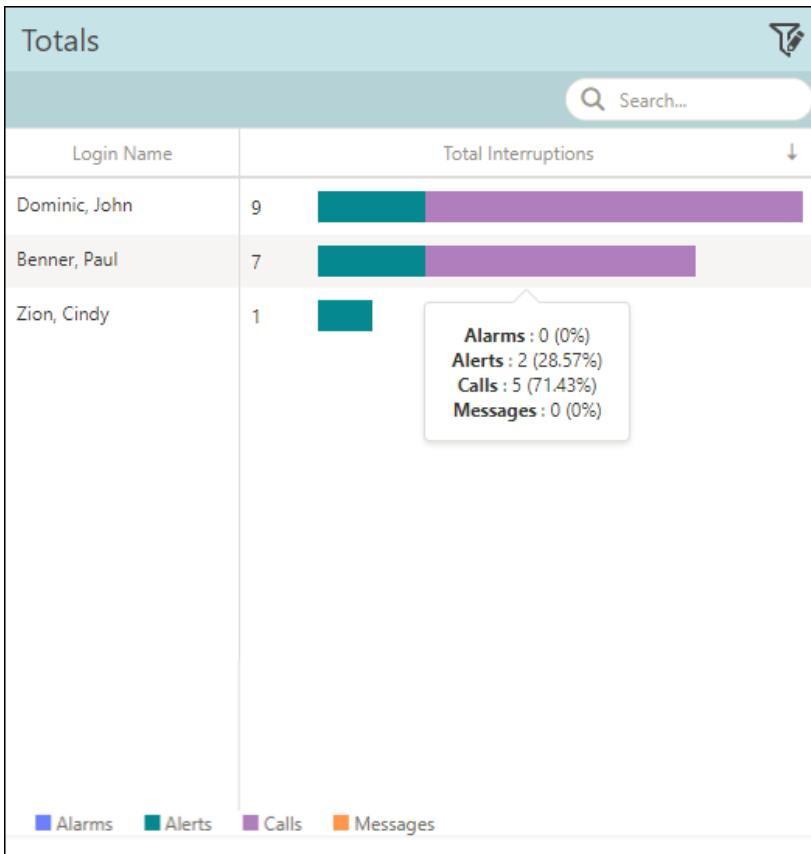 Totals
Search...
Login Name Total Interruptions ↓
Dominic, John 9
Benner, Paul 7
Zion, Cindy 1
Alarms : 0 (0%)
Alerts : 2 (28.57%)
Calls : 5 (71.43%)
Messages : 0 (0%)
Alarms Alerts Calls Messages